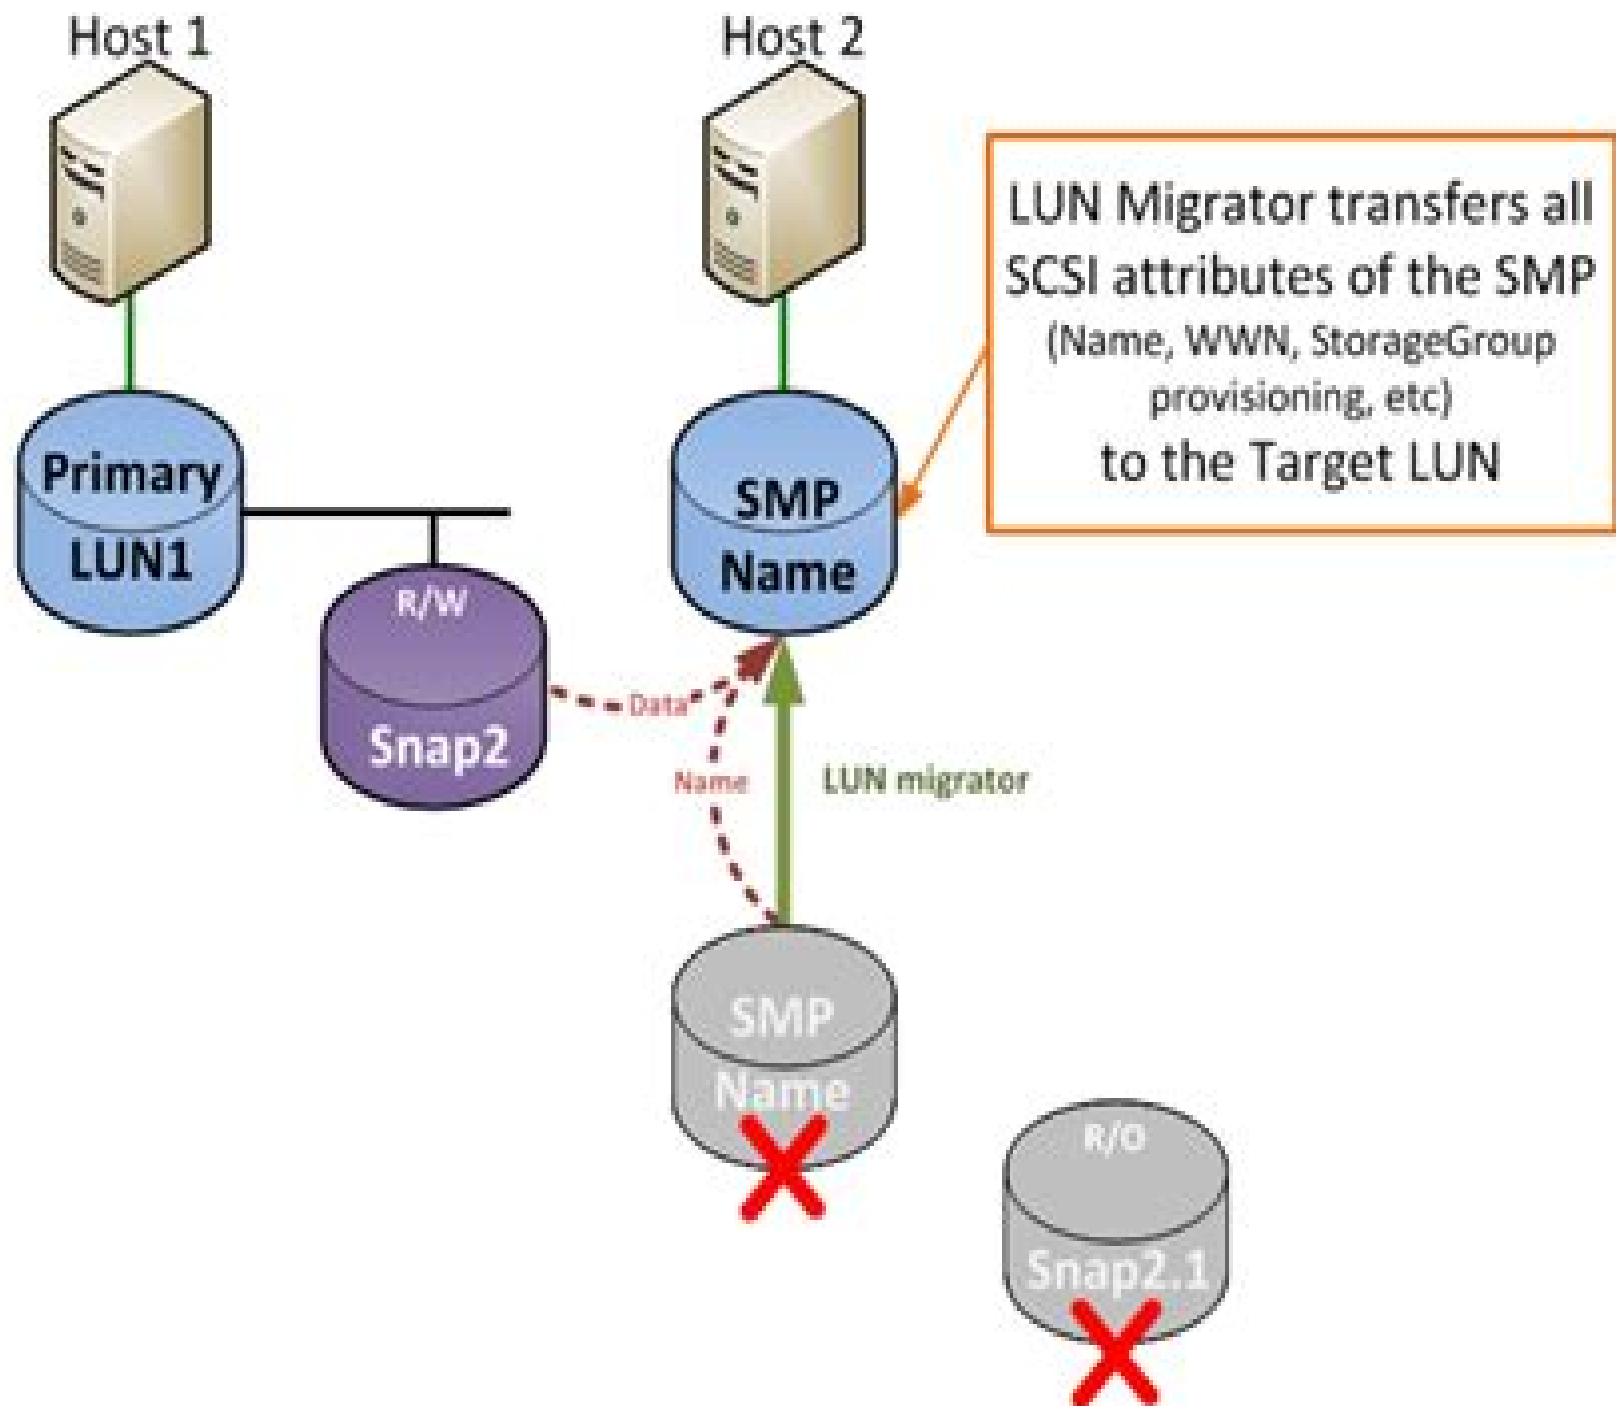 Host 1
Host 2
LUN Migrator transfers all
SCSI attributes of the SMP
(Name, WWN, StorageGroup
provisioning, etc)
to the Target LUN
Primary
LUN1
SMP
Name
R/W
Snap2
Data
Name
LUN migrator
SMP
Name
R/O
Snap2.1